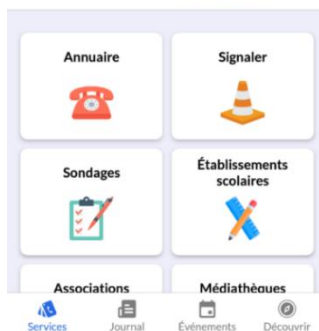 Annuaire
Signaler
Sondages
Établissements
scolaires
Associations
Médiathèques
Services
Journal
Événements
Découvrir